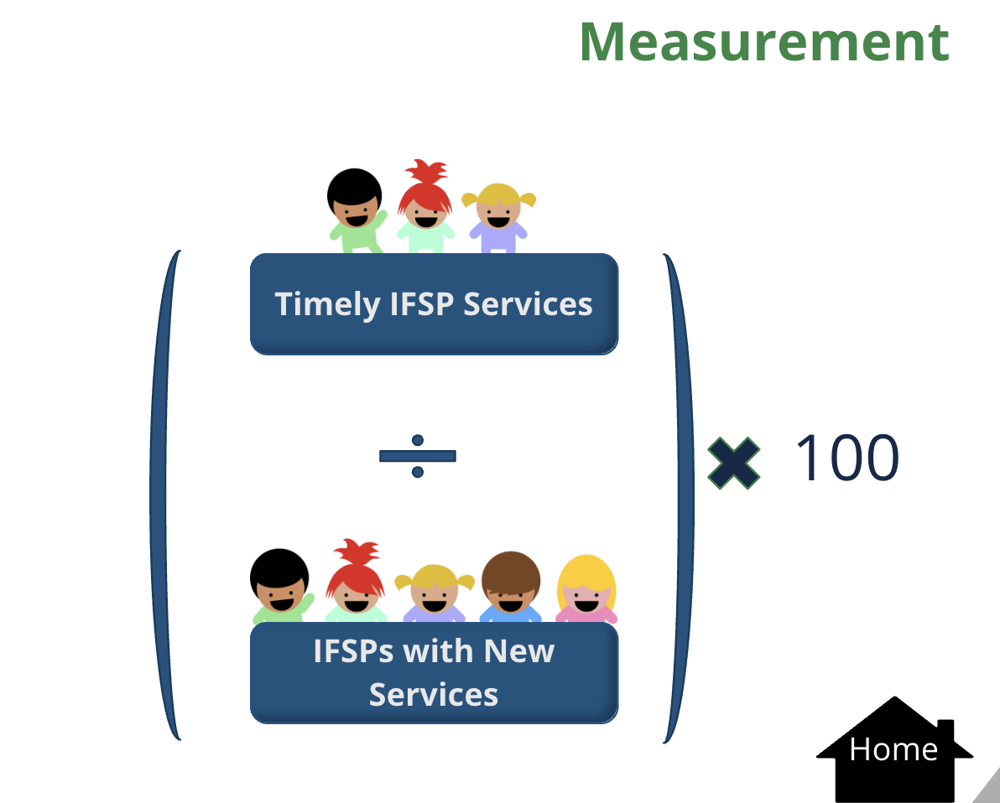 Measurement
Timely IFSP Services
÷
✖ 100
IFSPs with New
Services
Home